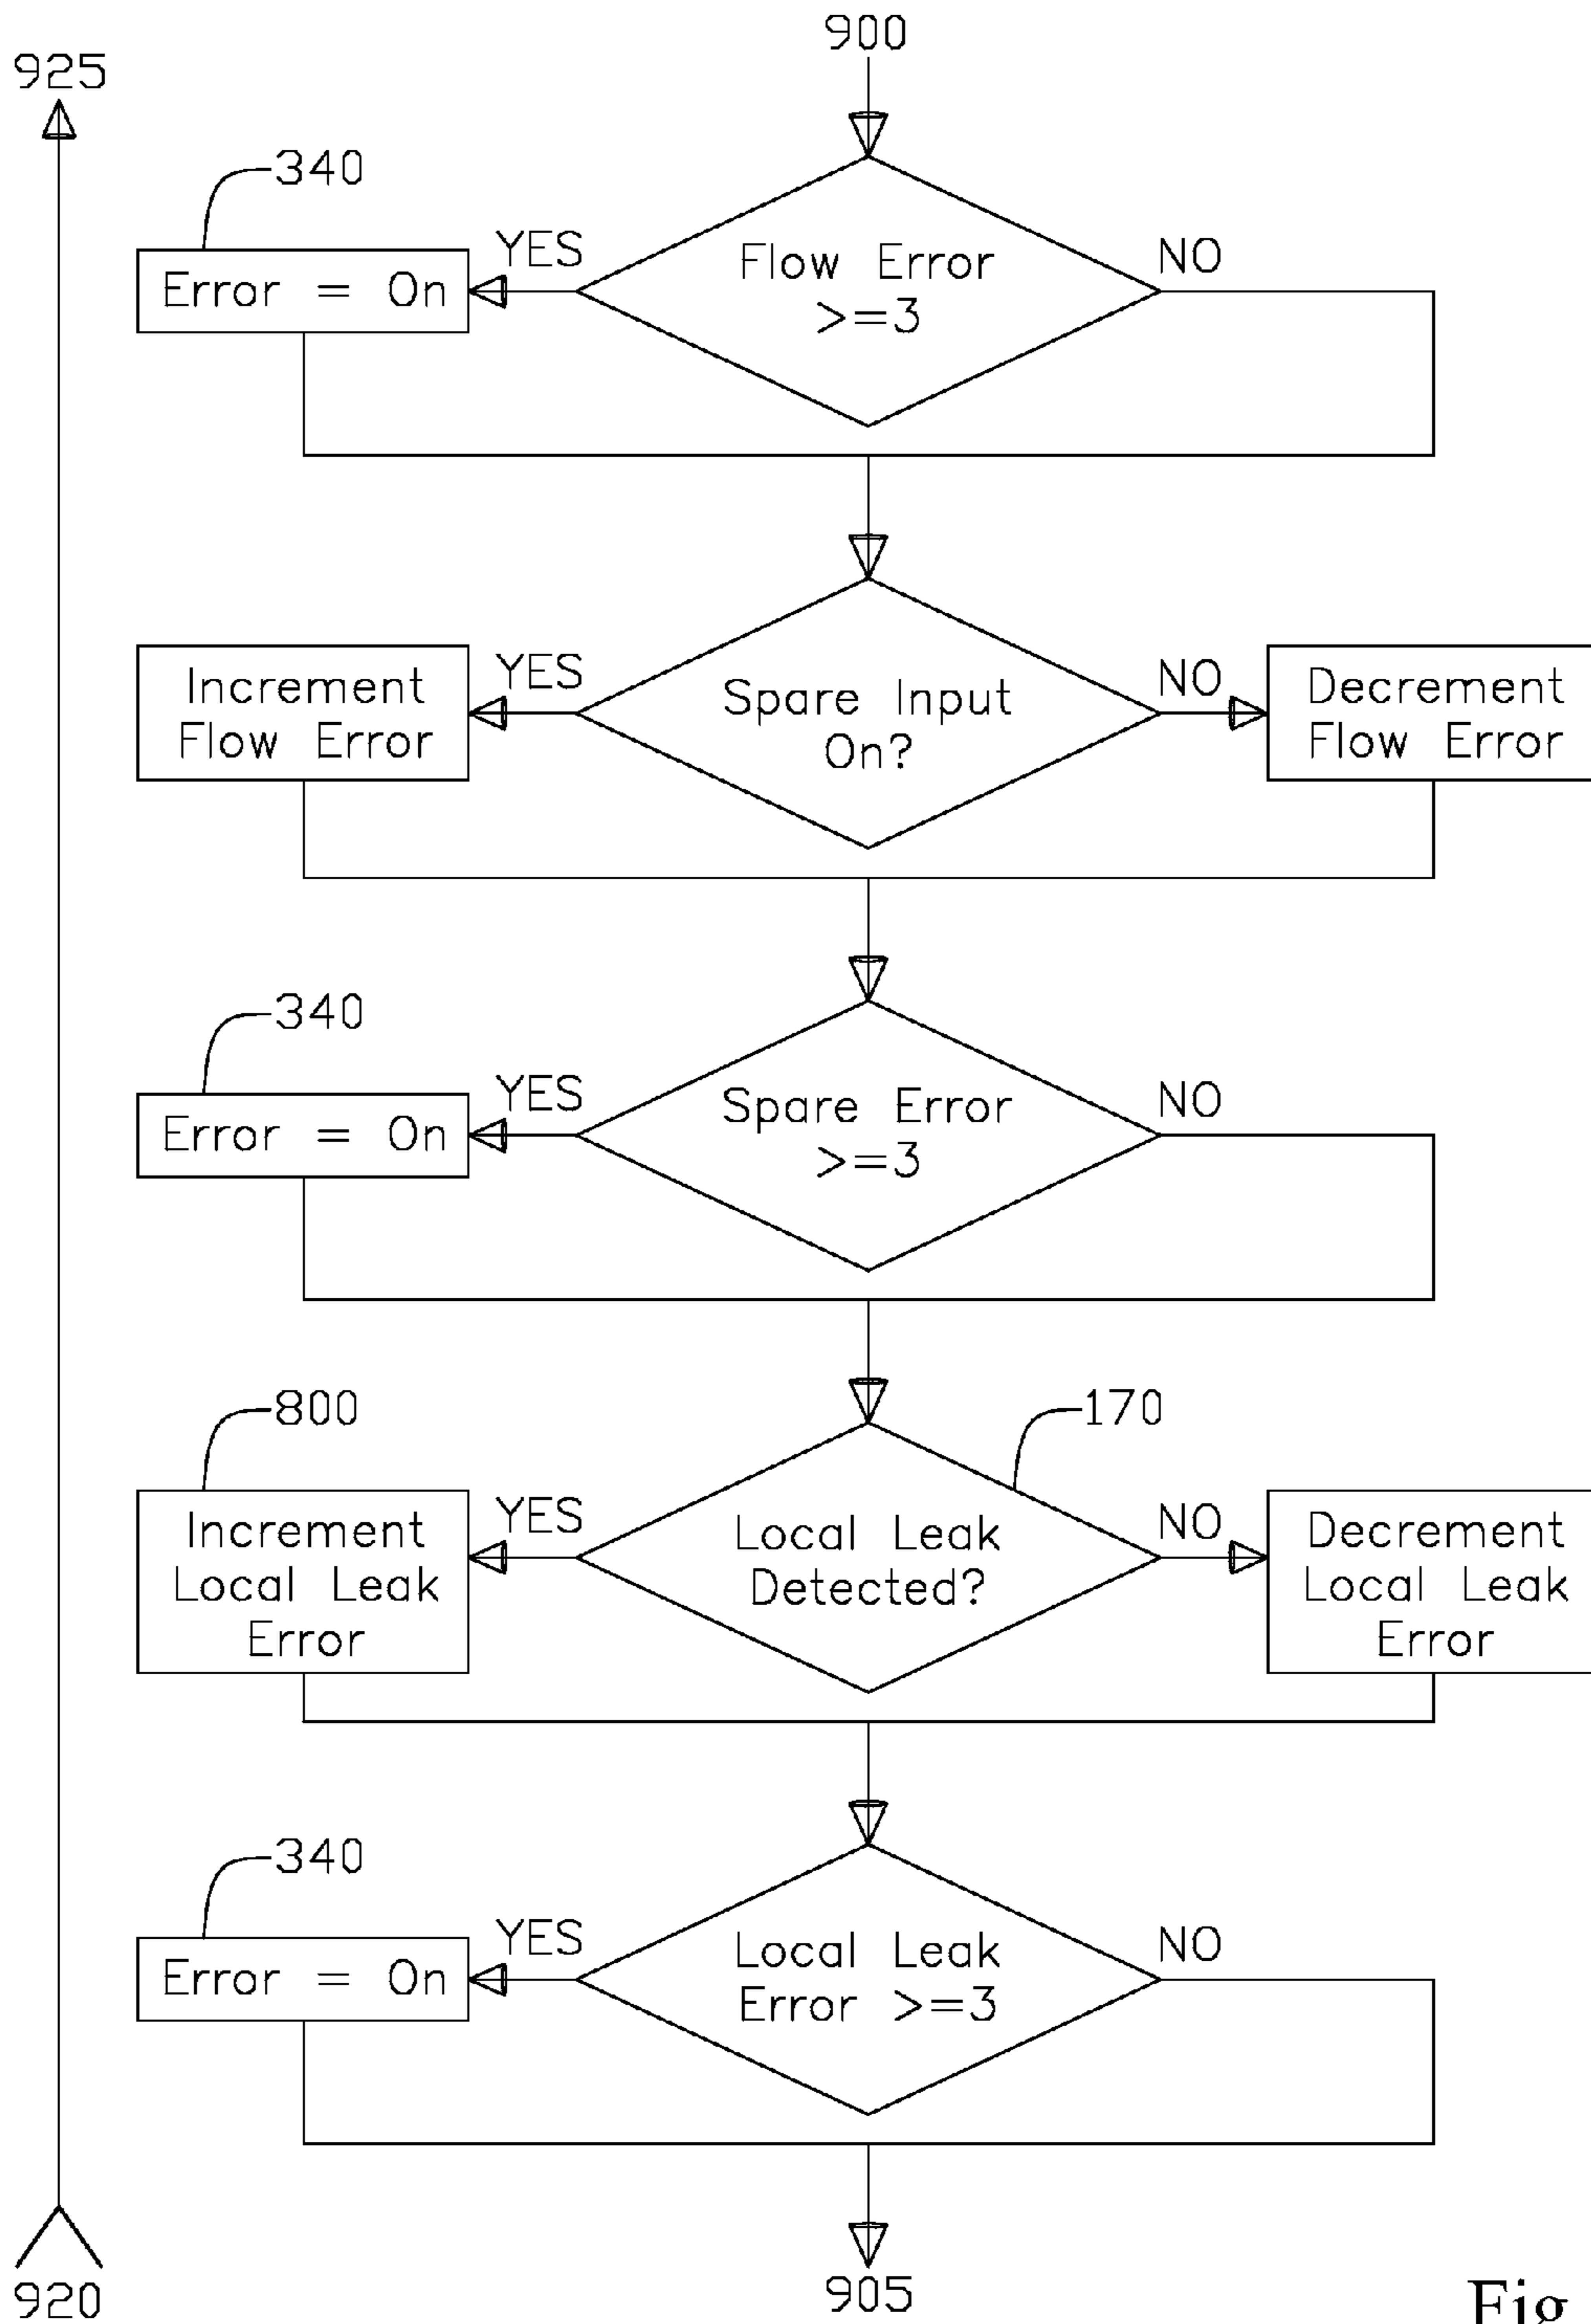 900
925
340
YES
NO
Flow Error
>=3
Error = On
YES
NO
Increment
Flow Error
Spare Input
On?
Decrement
Flow Error
340
YES
NO
Spare Error
>=3
Error = On
800
170
YES
NO
Increment
Local Leak
Error
Local Leak
Detected?
Decrement
Local Leak
Error
340
YES
NO
Local Leak
Error >=3
Error = On
920
905
Fig